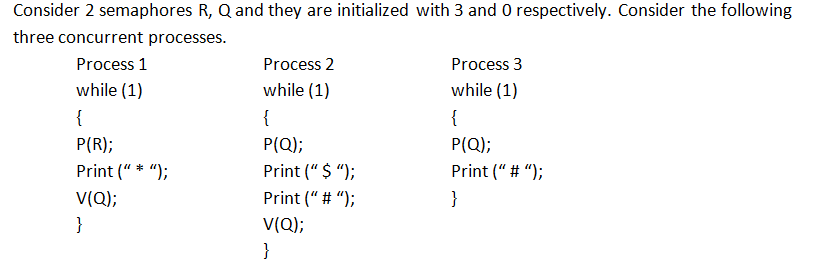 Consider 2 semaphores R, Q and they are initialized with 3 and 0 respectively. Consider the following
three concurrent processes.
Process 1 Process 2 Process 3
while (1) while (1) while (1)
{ { {
P(R); P(Q); P(Q);
Print (“ * “); Print (“ $ “); Print (“ # “);
V(Q); Print (“ # “); }
} V(Q);
}